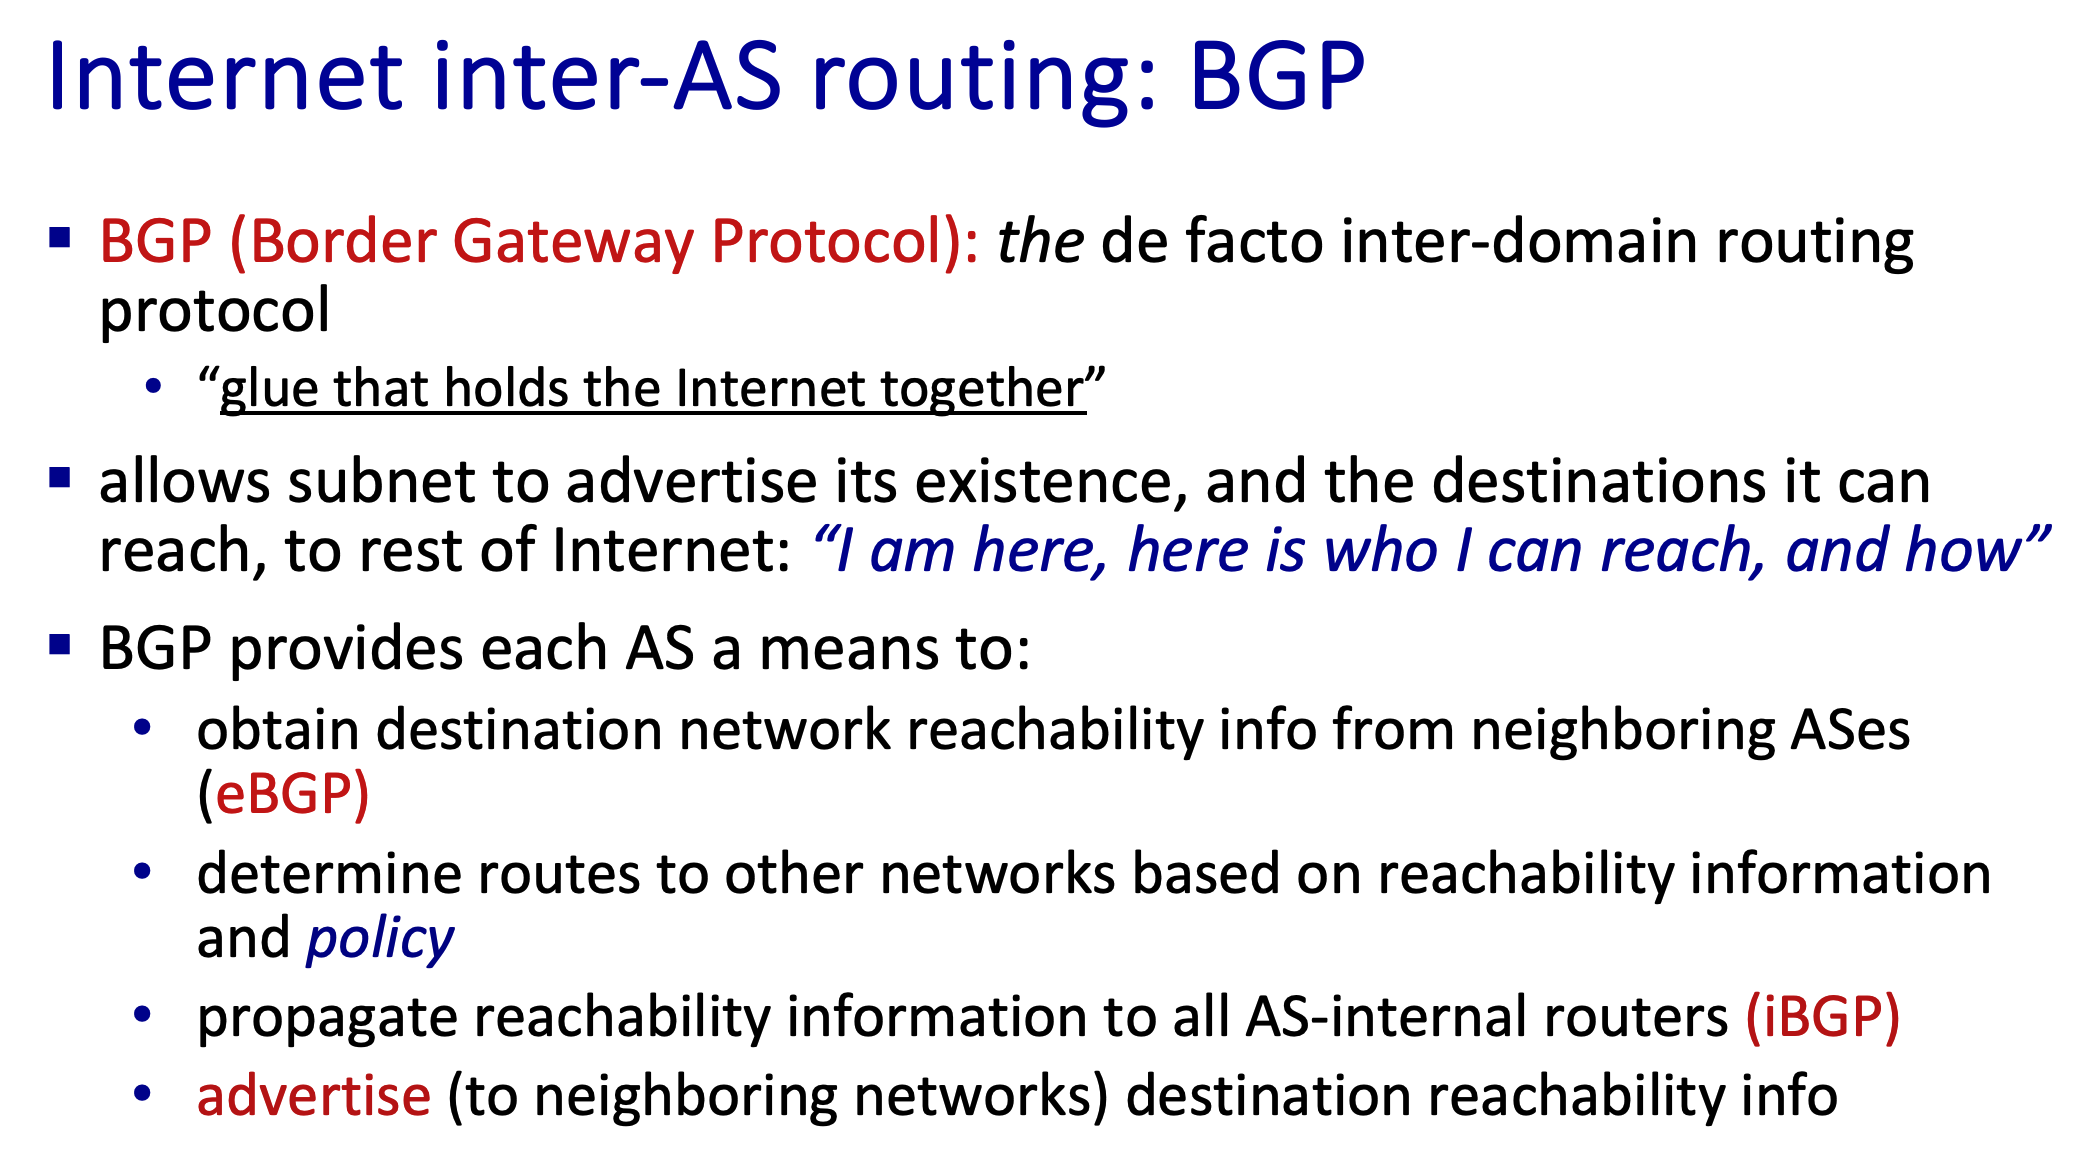 Internet inter-AS routing: BGP
▪ BGP (Border Gateway Protocol): the de facto inter-domain routing
protocol
• “glue that holds the Internet together”
▪ allows subnet to advertise its existence, and the destinations it can
reach, to rest of Internet: “I am here, here is who I can reach, and how”
▪ BGP provides each AS a means to:
• obtain destination network reachability info from neighboring ASes
(eBGP)
• determine routes to other networks based on reachability information
and policy
• propagate reachability information to all AS-internal routers (iBGP)
• advertise (to neighboring networks) destination reachability info